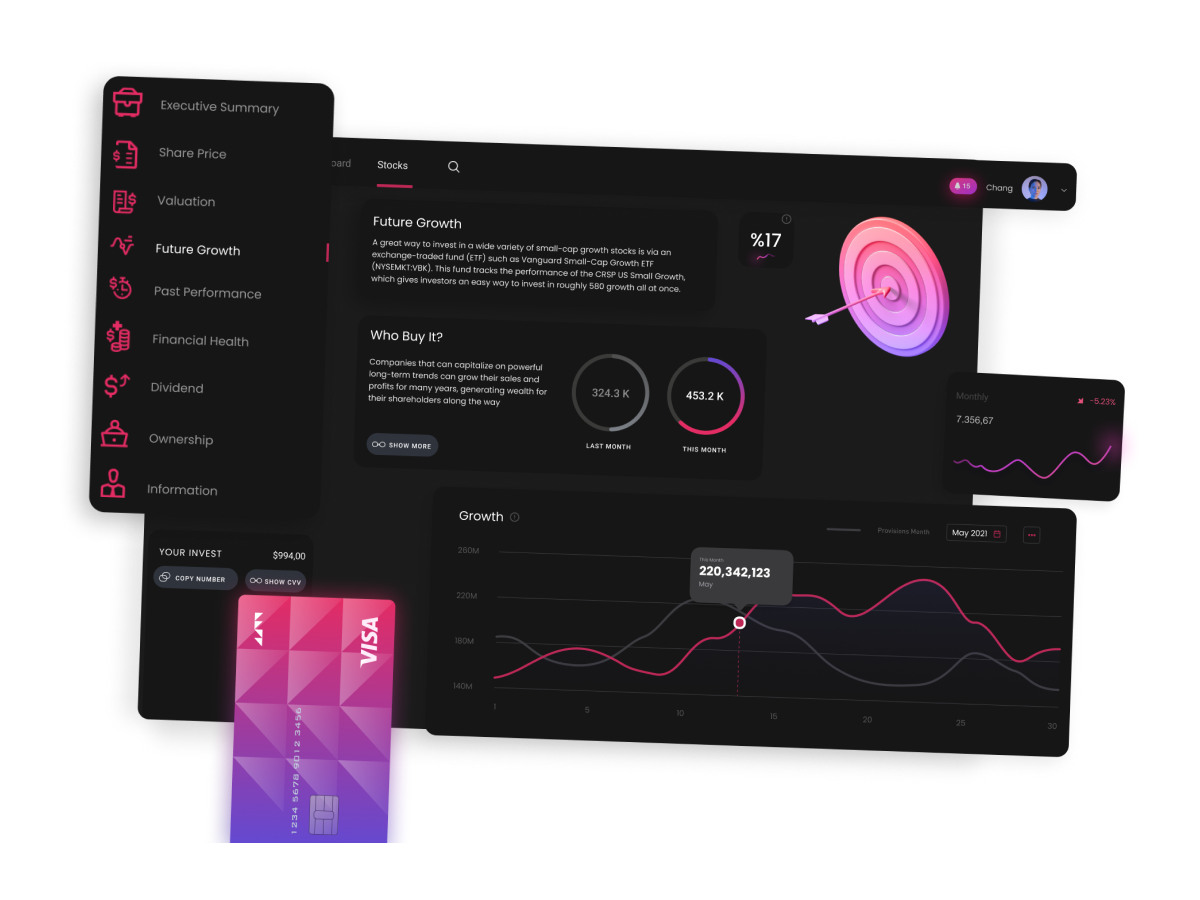 Executive Summary
Share Price
Valuation
Future Growth
Past Performance
Financial Health
Dividend
Ownership
Information
oard
Stocks
15
Chang
Future Growth
A great way to invest in a wide variety of small-cap growth stocks is via an
exchange-traded fund (ETF) such as Vanguard Small-Cap Growth ETF
(NYSEMKT:VBK). This fund tracks the performance of the CRSP US Small Growth,
which gives investors an easy way to invest in roughly 580 growth all at once.
%17
Who Buy It?
Companies that can capitalize on powerful
long-term trends can grow their sales and
profits for many years, generating wealth for
their shareholders along the way
SHOW MORE
324.3 K
LAST MONTH
453.2 K
THIS MONTH
Monthly
-5.23%
7.356,67
Growth
Provisions Month
May 2021
260M
220M
180M
140M
This Month
220,342,123
May
1
5
10
15
20
25
30
YOUR INVEST
$994,00
COPY NUMBER
SHOW CVV
VISA
1234 5678 9012 3456